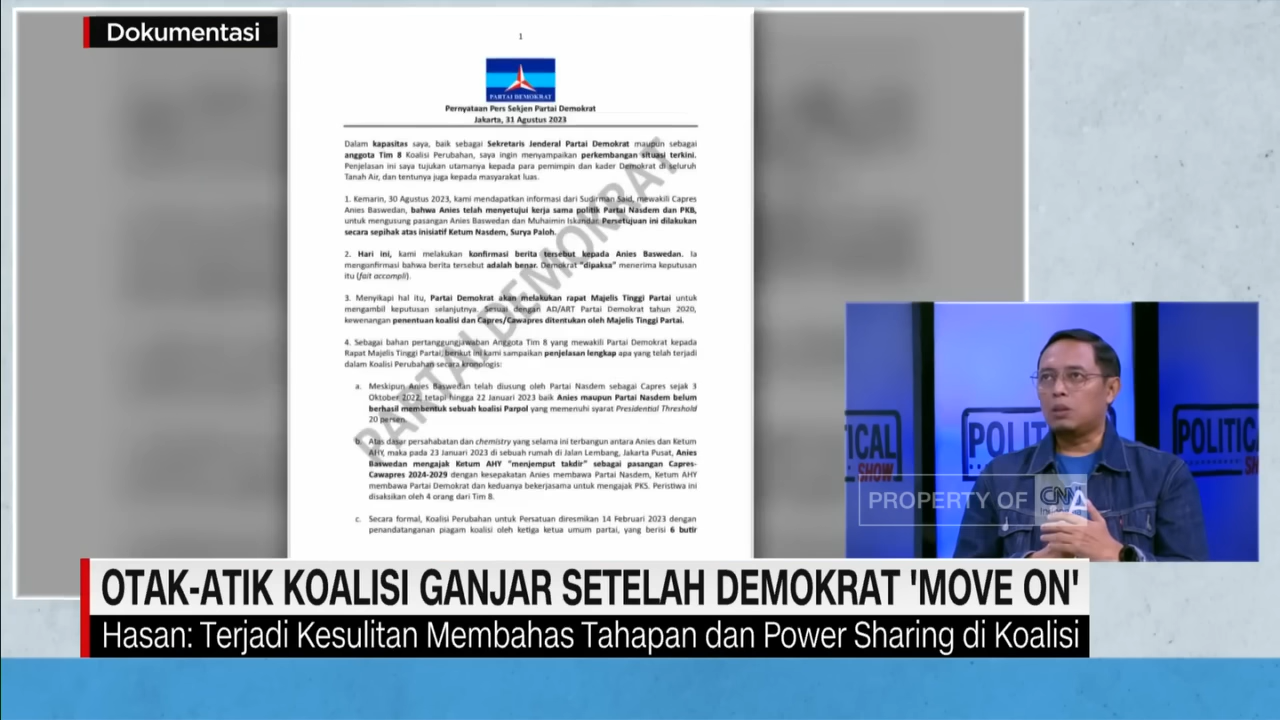 Dokumentasi
1
PARTAI DEMOKRAT
Pernyataan Pers Sekjen Partai Demokrat
Jakarta, 31 Agustus 2023
Dalam kapasitas saya, baik sebagai Sekretaris Jenderal Partai Demokrat maupun sebagai
anggota Tim 8 Koalisi Perubahan, saya ingin menyampaikan perkembangan situasi terkini.
Penjelasan ini saya tujukan utamanya kepada para pemimpin dan kader Demokrat di seluruh
Tanah Air, dan tentunya juga kepada masyarakat luas.
1. Kemarin, 30 Agustus 2023, kami mendapatkan informasi dari Sudirman Said, mewakili Capres
Anies Baswedan, bahwa Anies telah menyetujui kerja sama politik Partai Nasdem dan PKB,
untuk mengusung pasangan Anies Baswedan dan Muhaimin Iskandar. Persetujuan ini dilakukan
secara sepihak atas inisiatif Ketum Nasdem, Surya Paloh.
2. Hari ini, kami melakukan konfirmasi berita tersebut kepada Anies Baswedan. Ia
mengonfirmasi bahwa berita tersebut adalah benar. Demokrat "dipaksa" menerima keputusan
itu (fait accompli).
3. Menyikapi hal itu, Partai Demokrat akan melakukan rapat Majelis Tinggi Partai untuk
mengambil keputusan selanjutnya. Sesuai dengan AD/ART Partai Demokrat tahun 2020,
kewenangan penentuan koalisi dan Capres/Cawapres ditentukan oleh Majelis Tinggi Partai.
4. Sebagai bahan pertanggungjawaban Anggota Tim 8 yang mewakili Partai Demokrat kepada
Rapat Majelis Tinggi Partai, berikut ini kami sampaikan penjelasan lengkap apa yang telah terjadi
dalam Koalisi Perubahan secara kronologis:
a. Meskipun Anies Baswedan telah diusung oleh Partai Nasdem sebagai Capres sejak 3
Oktober 2022, tetapi hingga 22 Januari 2023 baik Anies maupun Partai Nasdem belum
berhasil membentuk sebuah koalisi Parpol yang memenuhi syarat Presidential Threshold
20 persen.
b. Atas dasar persahabatan dan chemistry yang selama ini terbangun antara Anies dan Ketum
AHY, maka pada 23 Januari 2023 di sebuah rumah di Jalan Lembang, Jakarta Pusat, Anies
Baswedan mengajak Ketum AHY "menjemput takdir" sebagai pasangan Capres-
Cawapres 2024-2029 dengan kesepakatan Anies membawa Partai Nasdem, Ketum AHY
membawa Partai Demokrat dan keduanya bekerjasama untuk mengajak PKS. Peristiwa ini
disaksikan oleh 4 orang dari Tim 8.
c. Secara formal, Koalisi Perubahan untuk Persatuan diresmikan 14 Februari 2023 dengan
penandatanganan piagam koalisi oleh ketiga ketua umum partai, yang berisi 6 butir
PARTAI DEMOKRAT
TICAL
SHOW
POLIT
POLITICAL
SHOW
PROPERTY OF CNN
Indonesia
OTAK-ATIK KOALISI GANJAR SETELAH DEMOKRAT 'MOVE ON'
Hasan: Terjadi Kesulitan Membahas Tahapan dan Power Sharing di Koalisi